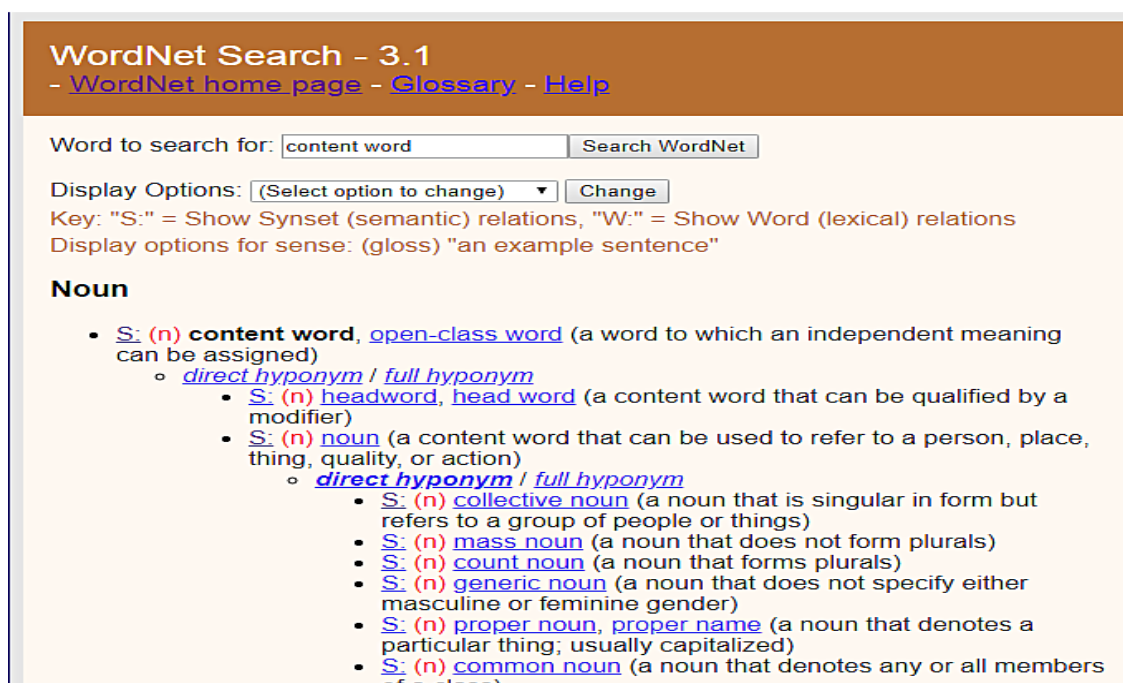 WordNet Search - 3.1
- WordNet home page - Glossary - Help
Word to search for: content word Search WordNet
Display Options: (Select option to change) Change
Key: "S:" = Show Synset (semantic) relations, "W:" = Show Word (lexical) relations
Display options for sense: (gloss) "an example sentence"
Noun
• S: (n) content word, open-class word (a word to which an independent meaning
can be assigned)
○ direct hyponym / full hyponym
• S: (n) headword, head word (a content word that can be qualified by a
modifier)
• S: (n) noun (a content word that can be used to refer to a person, place,
thing, quality, or action)
○ direct hyponym / full hyponym
• S: (n) collective noun (a noun that is singular in form but
refers to a group of people or things)
• S: (n) mass noun (a noun that does not form plurals)
• S: (n) count noun (a noun that forms plurals)
• S: (n) generic noun (a noun that does not specify either
masculine or feminine gender)
• S: (n) proper noun, proper name (a noun that denotes a
particular thing; usually capitalized)
• S: (n) common noun (a noun that denotes any or all members